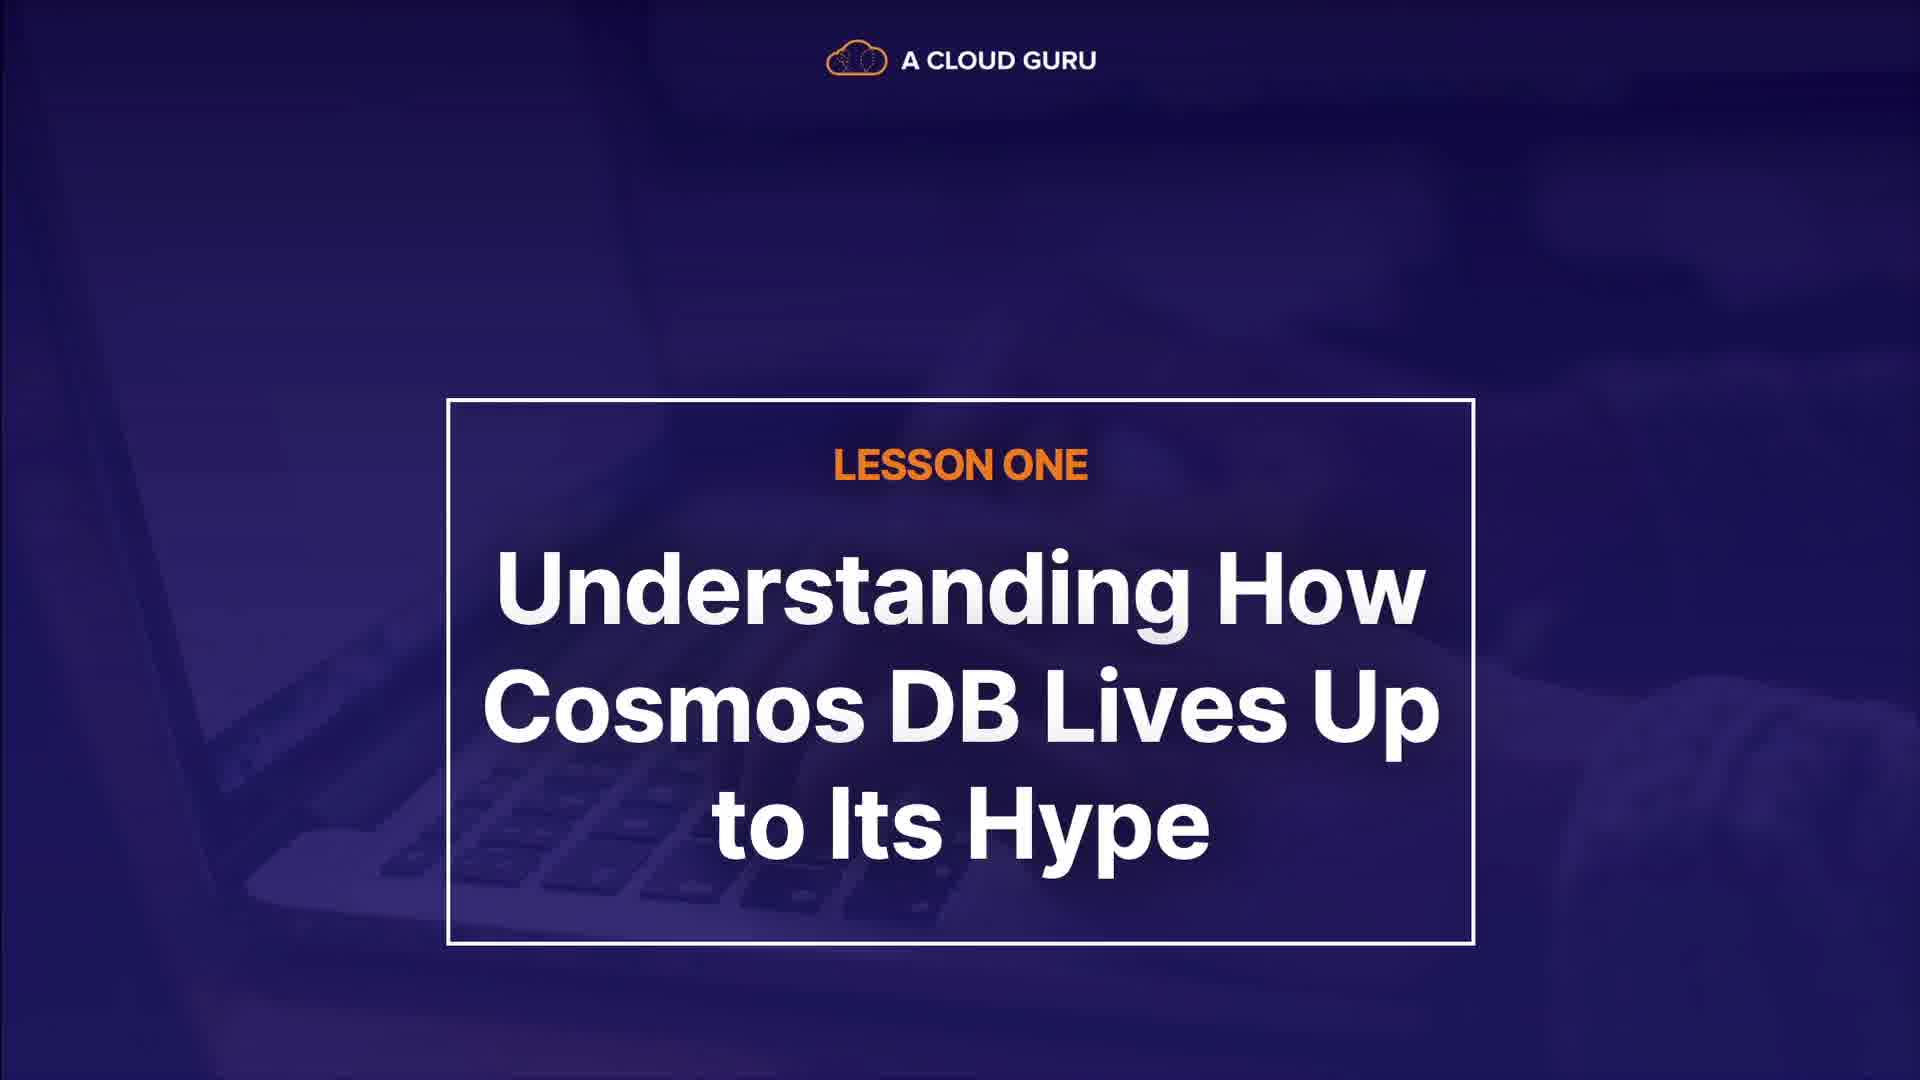 A CLOUD GURU
LESSON ONE
Understanding How
Cosmos DB Lives Up
to Its Hype